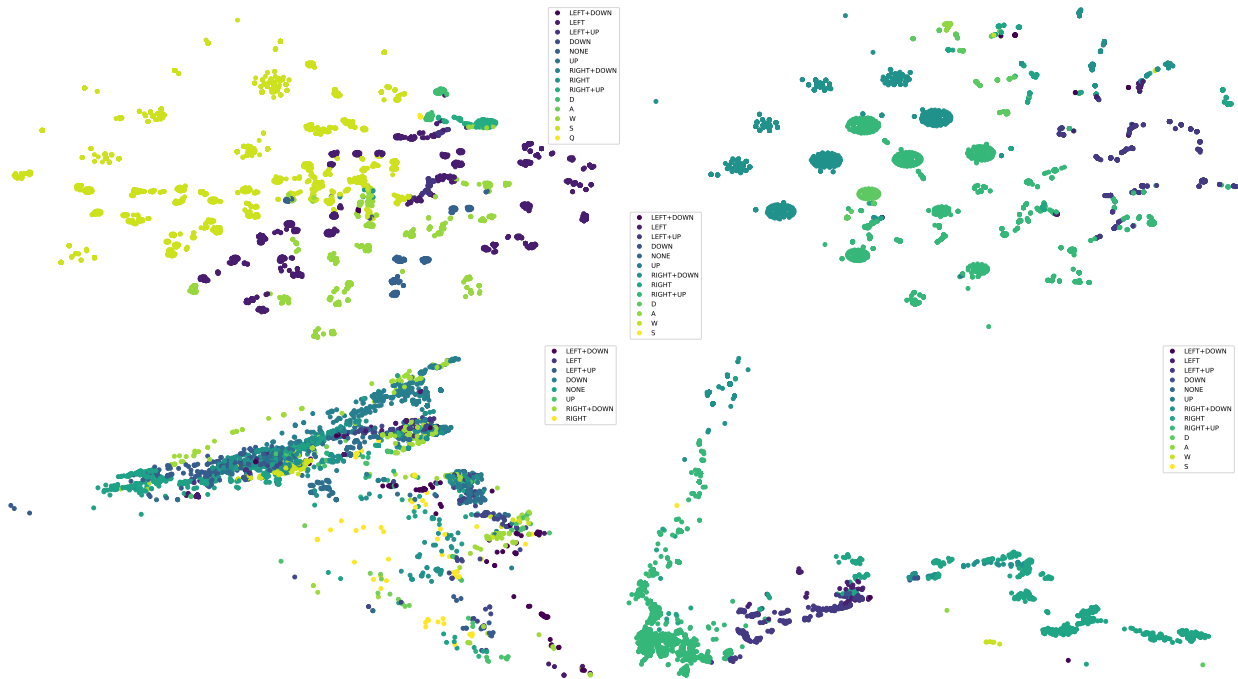 LEFT+DOWN
LEFT
LEFT+UP
DOWN
NONE
UP
RIGHT+DOWN
RIGHT
RIGHT+UP
D
A
W
S
Q
LEFT+DOWN
LEFT
LEFT+UP
DOWN
NONE
UP
RIGHT+DOWN
RIGHT
RIGHT+UP
D
A
W
S
LEFT+DOWN
LEFT
LEFT+UP
DOWN
NONE
UP
RIGHT+DOWN
RIGHT
LEFT+DOWN
LEFT
LEFT+UP
DOWN
NONE
UP
RIGHT+DOWN
RIGHT
RIGHT+UP
D
A
W
S